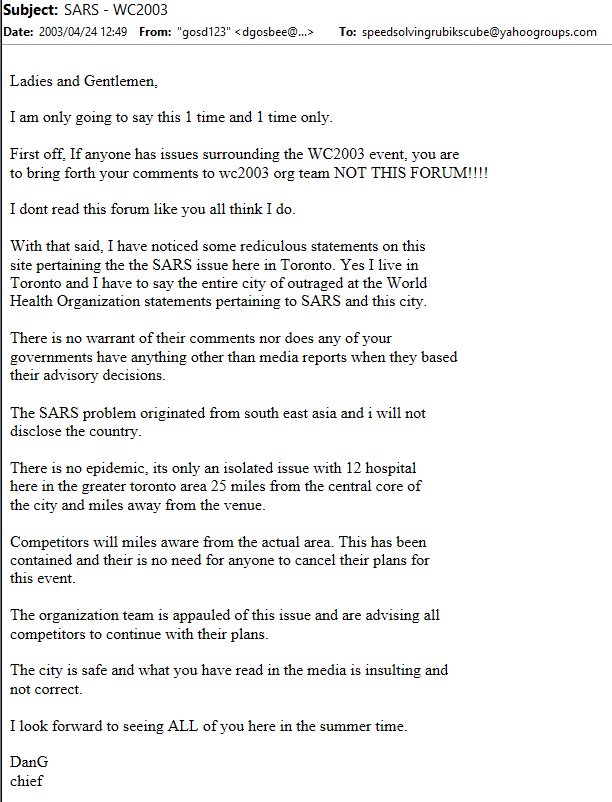 Subject: SARS - WC2003
Date: 2003/04/24 12:49 From: "gosd123" <dgosbee@...> To: speedsolvingrubikscube@yahoogroups.com
Ladies and Gentlemen,
I am only going to say this 1 time and 1 time only.
First off, If anyone has issues surrounding the WC2003 event, you are
to bring forth your comments to wc2003 org team NOT THIS FORUM!!!!
I dont read this forum like you all think I do.
With that said, I have noticed some rediculous statements on this
site pertaining the the SARS issue here in Toronto. Yes I live in
Toronto and I have to say the entire city of outraged at the World
Health Organization statements pertaining to SARS and this city.
There is no warrant of their comments nor does any of your
governments have anything other than media reports when they based
their advisory decisions.
The SARS problem originated from south east asia and i will not
disclose the country.
There is no epidemic, its only an isolated issue with 12 hospital
here in the greater toronto area 25 miles from the central core of
the city and miles away from the venue.
Competitors will miles aware from the actual area. This has been
contained and their is no need for anyone to cancel their plans for
this event.
The organization team is appauled of this issue and are advising all
competitors to continue with their plans.
The city is safe and what you have read in the media is insulting and
not correct.
I look forward to seeing ALL of you here in the summer time.
DanG
chief